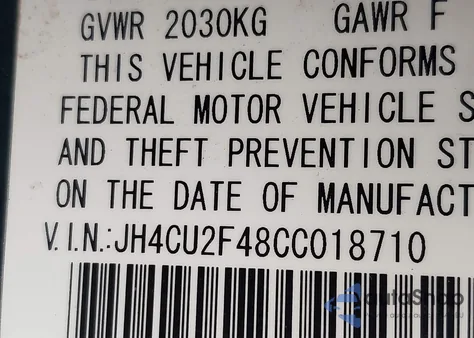 GVWR 2030KG GAWR F
THIS VEHICLE CONFORMS
FEDERAL MOTOR VEHICLE S
AND THEFT PREVENTION ST
ON THE DATE OF MANUFACT
V.I.N.:JH4CU2F48CC018710
autoShop